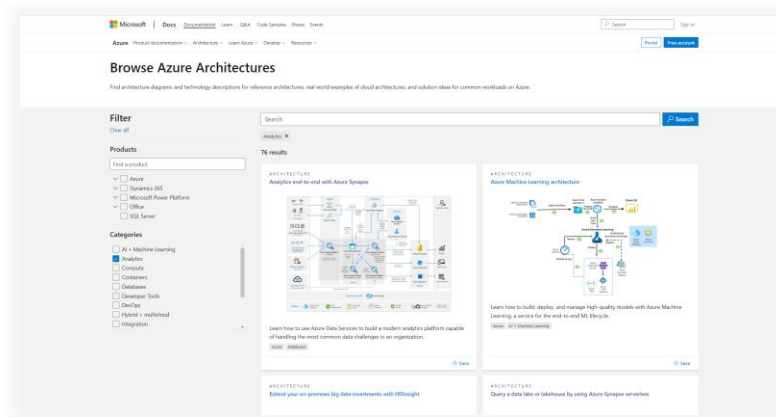 Microsoft | Docs Documentation Learn Q&A Code Samples Shows Events
Search Sign in
Azure Product documentation Architecture Learn Azure Develop Resources
Portal Free account
Browse Azure Architectures
Find architecture diagrams and technology descriptions for reference architectures, real world examples of cloud architectures, and solution ideas for common workloads on Azure.
Filter
Clear all
Products
Find a product
Azure
Dynamics 365
Microsoft Power Platform
Office
SQL Server
Categories
AI + Machine Learning
Analytics
Compute
Containers
Databases
Developer Tools
DevOps
Hybrid + multicloud
Integration
Search
Search
Analytics
76 results
ARCHITECTURE
Analytics end-to-end with Azure Synapse
Learn how to use Azure Data Services to build a modern analytics platform capable
of handling the most common data challenges in an organization.
Azure Databases
Save
ARCHITECTURE
Azure Machine Learning architecture
Learn how to build, deploy, and manage high-quality models with Azure Machine
Learning, a service for the end-to-end ML lifecycle.
Azure AI + Machine Learning
Save
ARCHITECTURE
Extend your on-premises big data investments with HDInsight
ARCHITECTURE
Query a data lake or lakehouse by using Azure Synapse serverless